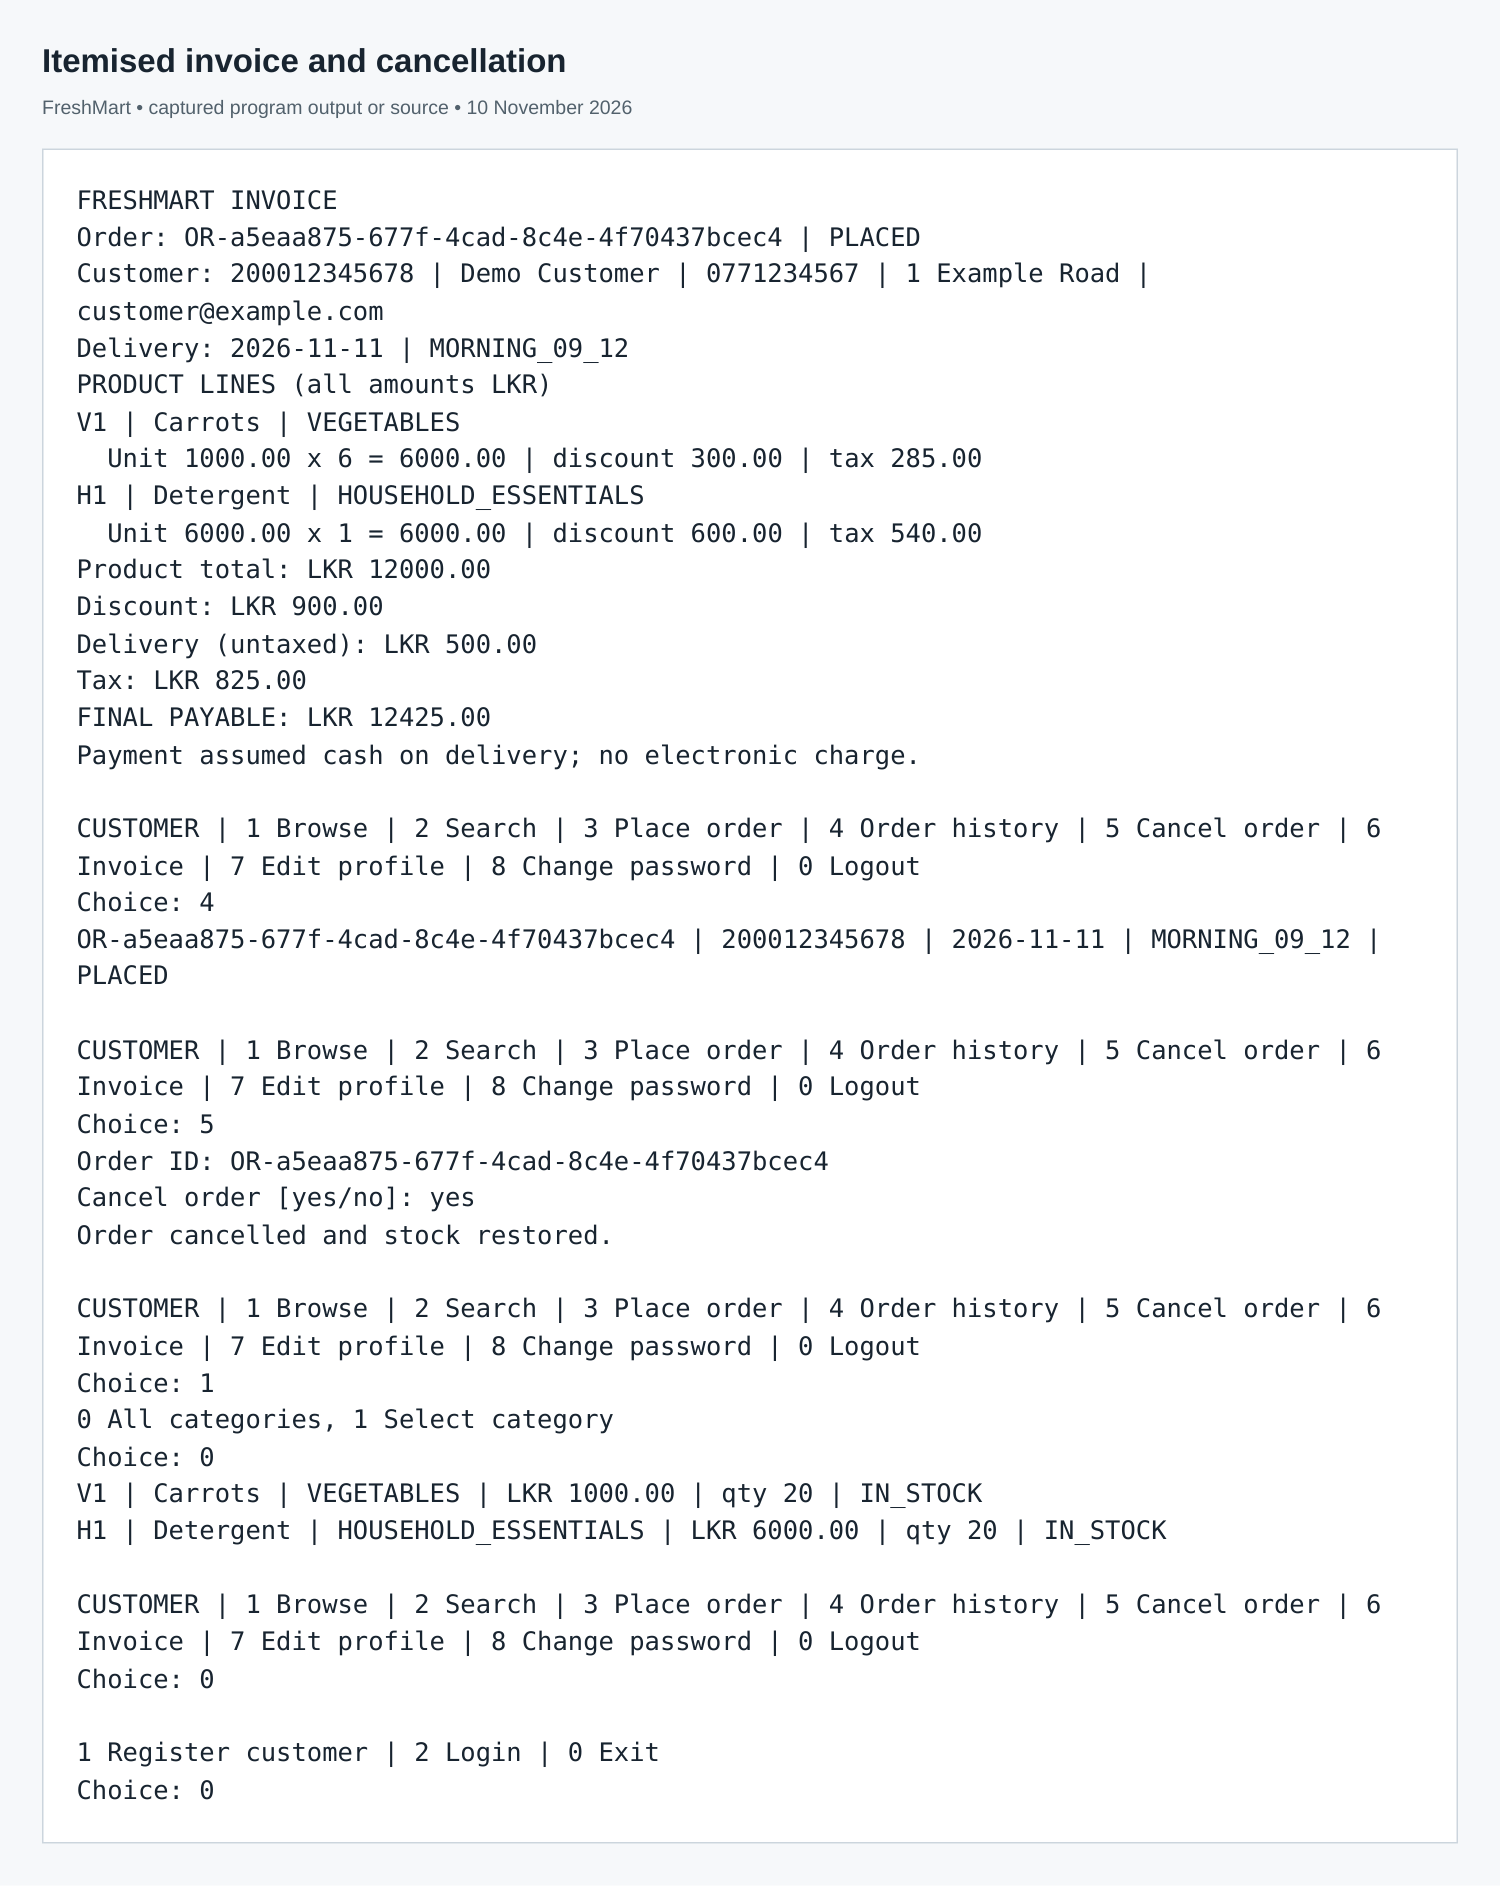 Itemised invoice and cancellation
FreshMart • captured program output or source • 10 November 2026
FRESHMART INVOICE
Order: OR-a5eaa875-677f-4cad-8c4e-4f70437bcec4 | PLACED
Customer: 200012345678 | Demo Customer | 0771234567 | 1 Example Road |
customer@example.com
Delivery: 2026-11-11 | MORNING_09_12
PRODUCT LINES (all amounts LKR)
V1 | Carrots | VEGETABLES
  Unit 1000.00 x 6 = 6000.00 | discount 300.00 | tax 285.00
H1 | Detergent | HOUSEHOLD_ESSENTIALS
  Unit 6000.00 x 1 = 6000.00 | discount 600.00 | tax 540.00
Product total: LKR 12000.00
Discount: LKR 900.00
Delivery (untaxed): LKR 500.00
Tax: LKR 825.00
FINAL PAYABLE: LKR 12425.00
Payment assumed cash on delivery; no electronic charge.

CUSTOMER | 1 Browse | 2 Search | 3 Place order | 4 Order history | 5 Cancel order | 6
Invoice | 7 Edit profile | 8 Change password | 0 Logout
Choice: 4
OR-a5eaa875-677f-4cad-8c4e-4f70437bcec4 | 200012345678 | 2026-11-11 | MORNING_09_12 |
PLACED

CUSTOMER | 1 Browse | 2 Search | 3 Place order | 4 Order history | 5 Cancel order | 6
Invoice | 7 Edit profile | 8 Change password | 0 Logout
Choice: 5
Order ID: OR-a5eaa875-677f-4cad-8c4e-4f70437bcec4
Cancel order [yes/no]: yes
Order cancelled and stock restored.

CUSTOMER | 1 Browse | 2 Search | 3 Place order | 4 Order history | 5 Cancel order | 6
Invoice | 7 Edit profile | 8 Change password | 0 Logout
Choice: 1
0 All categories, 1 Select category
Choice: 0
V1 | Carrots | VEGETABLES | LKR 1000.00 | qty 20 | IN_STOCK
H1 | Detergent | HOUSEHOLD_ESSENTIALS | LKR 6000.00 | qty 20 | IN_STOCK

CUSTOMER | 1 Browse | 2 Search | 3 Place order | 4 Order history | 5 Cancel order | 6
Invoice | 7 Edit profile | 8 Change password | 0 Logout
Choice: 0

1 Register customer | 2 Login | 0 Exit
Choice: 0